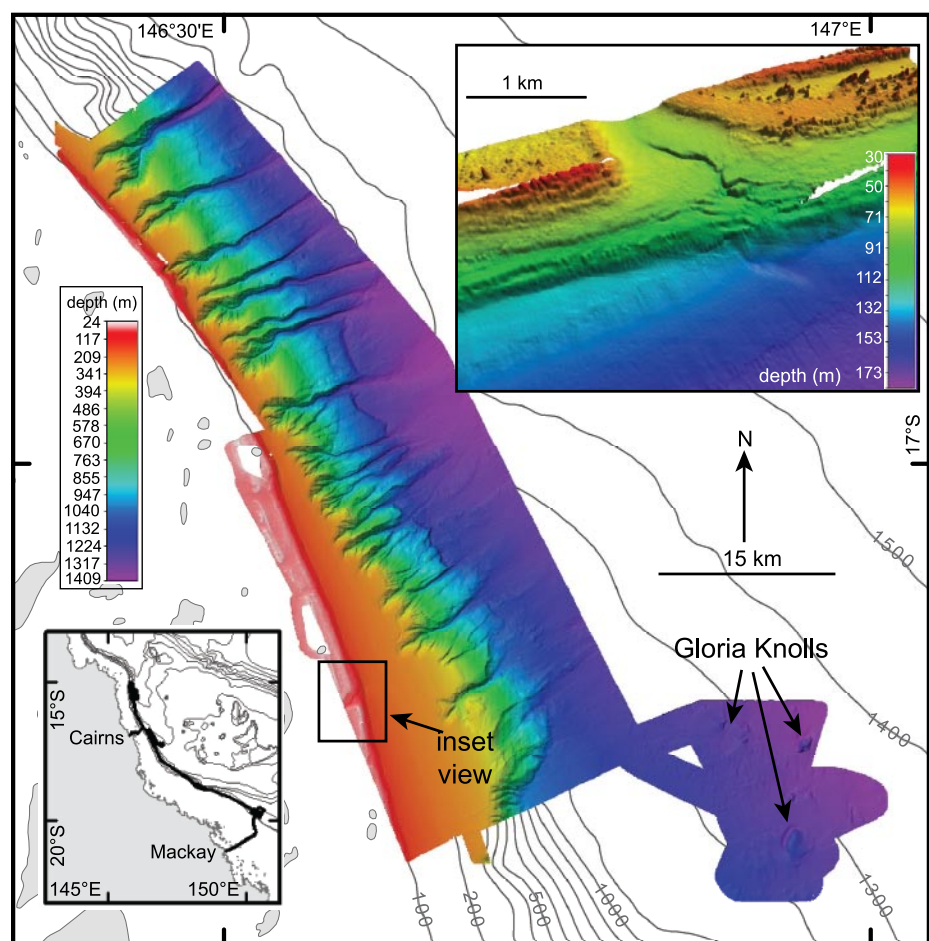 146°30'E
147°E
1 km
30
50
71
91
112
132
153
173
depth (m)
depth (m)
24
117
209
341
394
486
578
670
763
855
947
1040
1132
1224
1317
1409
17°S
N
15 km
1500
Gloria Knolls
1400
inset
view
15°S
Cairns
20°S
Mackay
145°E
150°E
100
200
500
1000
1300